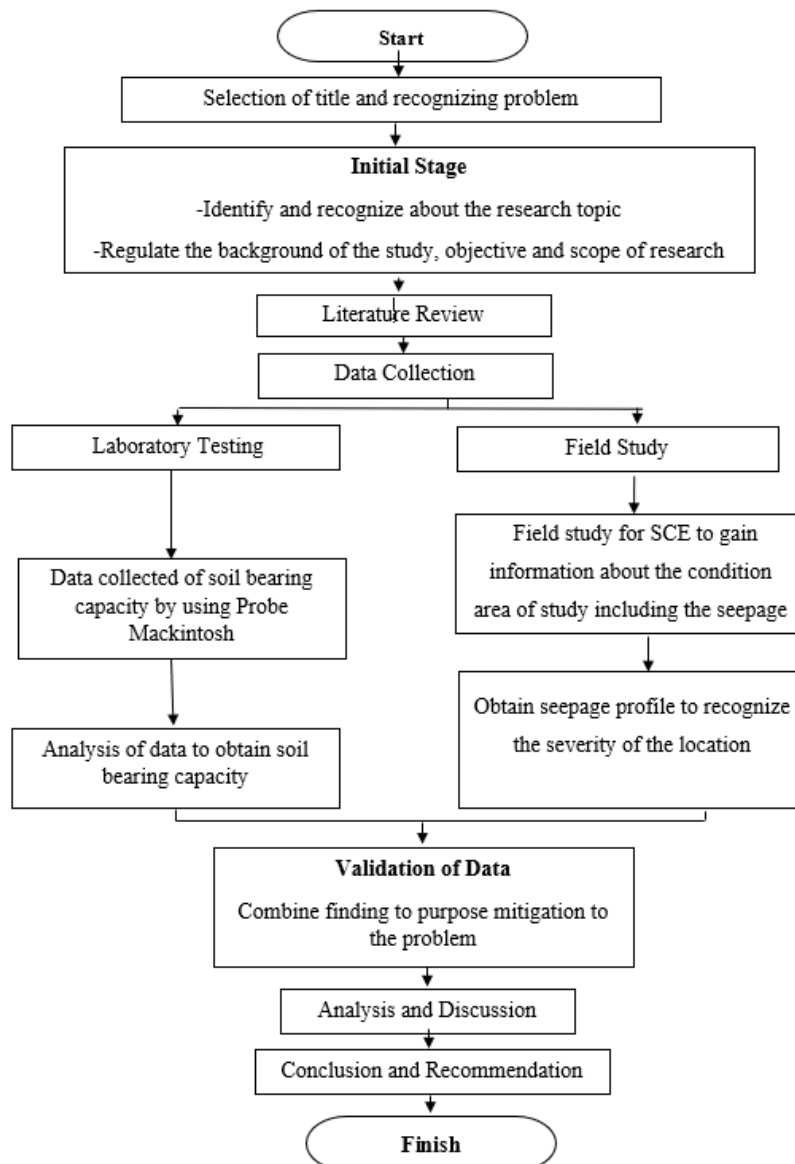 Start
Selection of title and recognizing problem
Initial Stage
-Identify and recognize about the research topic
-Regulate the background of the study, objective and scope of research
Literature Review
Data Collection
Laboratory Testing
Field Study
Data collected of soil bearing
capacity by using Probe
Mackintosh
Field study for SCE to gain
information about the condition
area of study including the seepage
Analysis of data to obtain soil
bearing capacity
Obtain seepage profile to recognize
the severity of the location
Validation of Data
Combine finding to purpose mitigation to
the problem
Analysis and Discussion
Conclusion and Recommendation
Finish